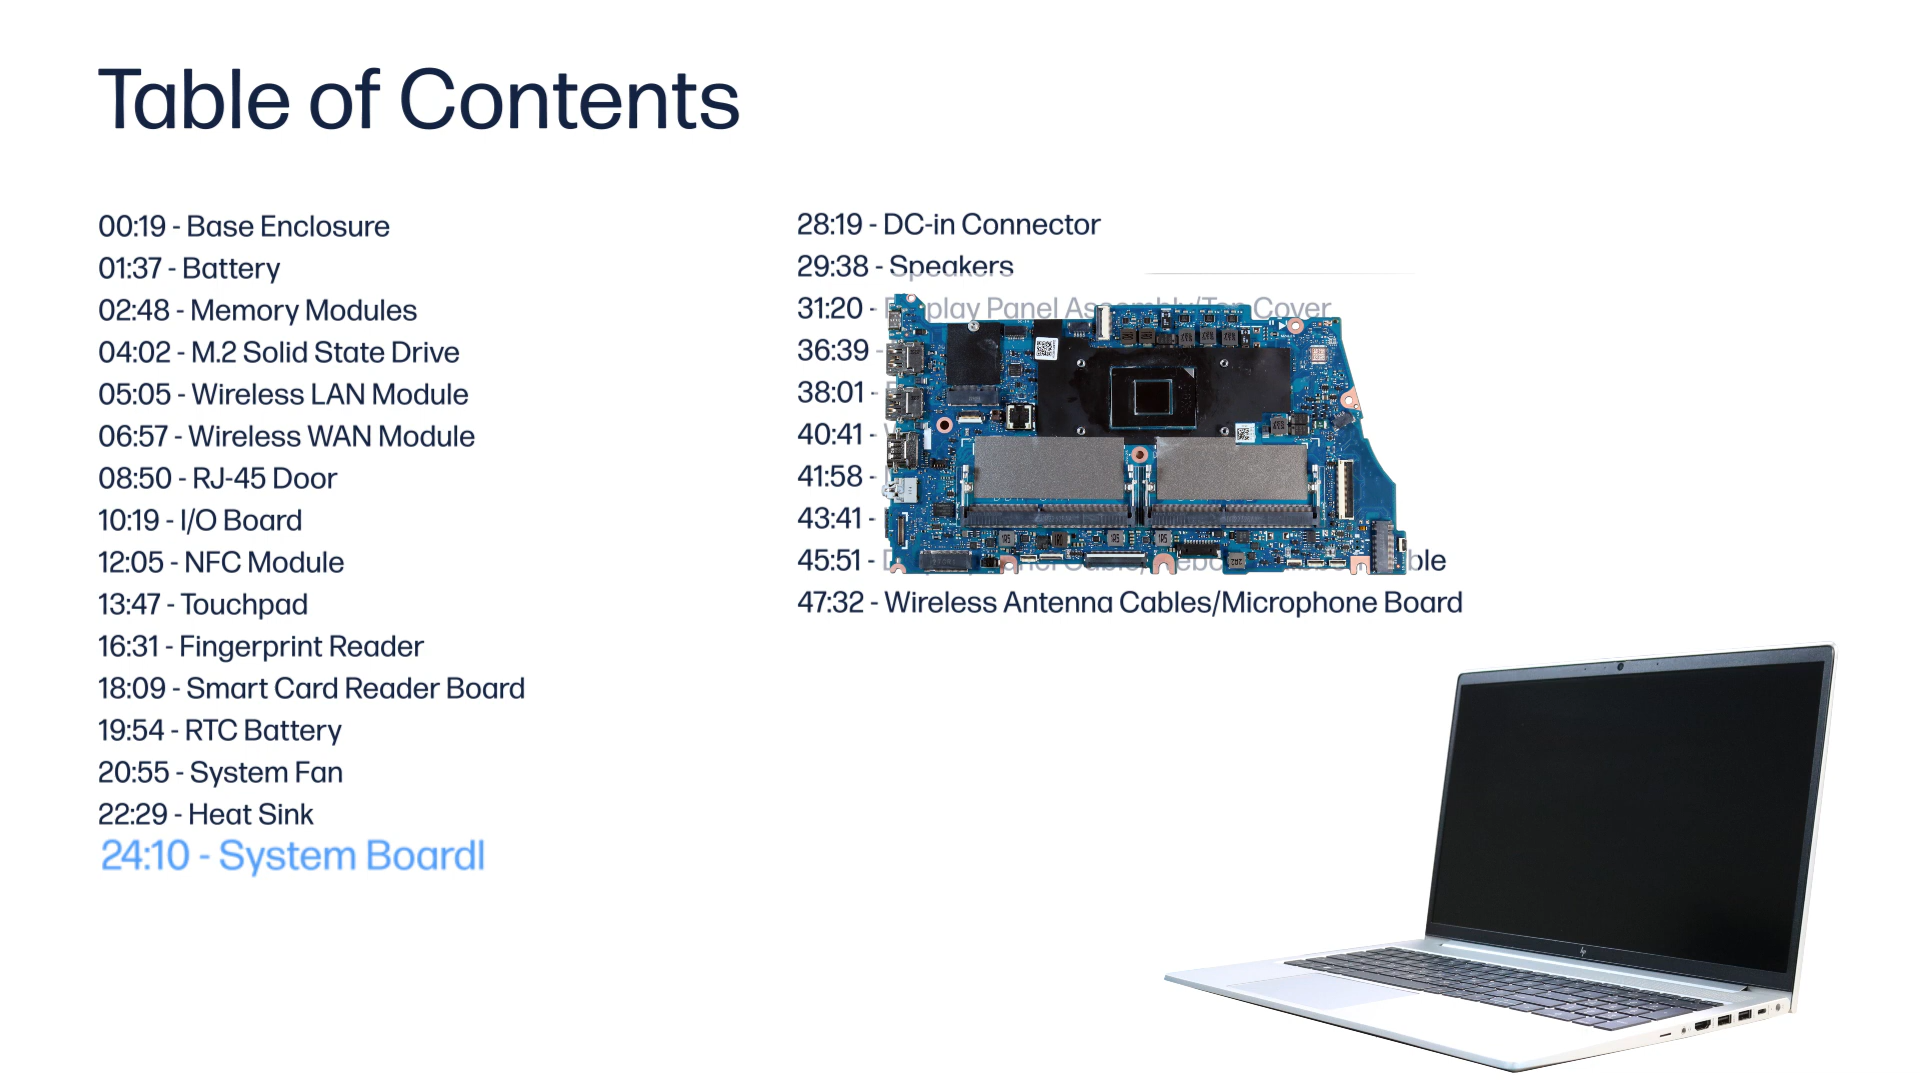 Table of Contents
00:19 - Base Enclosure
01:37 - Battery
02:48 - Memory Modules
04:02 - M.2 Solid State Drive
05:05 - Wireless LAN Module
06:57 - Wireless WAN Module
08:50 - RJ-45 Door
10:19 - I/O Board
12:05 - NFC Module
13:47 - Touchpad
16:31 - Fingerprint Reader
18:09 - Smart Card Reader Board
19:54 - RTC Battery
20:55 - System Fan
22:29 - Heat Sink
24:10 - System Boardl
28:19 - DC-in Connector
29:38 - Speakers
31:20 - Display Panel Assembly/Top Cover
36:39 -
38:01 -
40:41 -
41:58 -
43:41 -
45:51 -
47:32 - Wireless Antenna Cables/Microphone Board